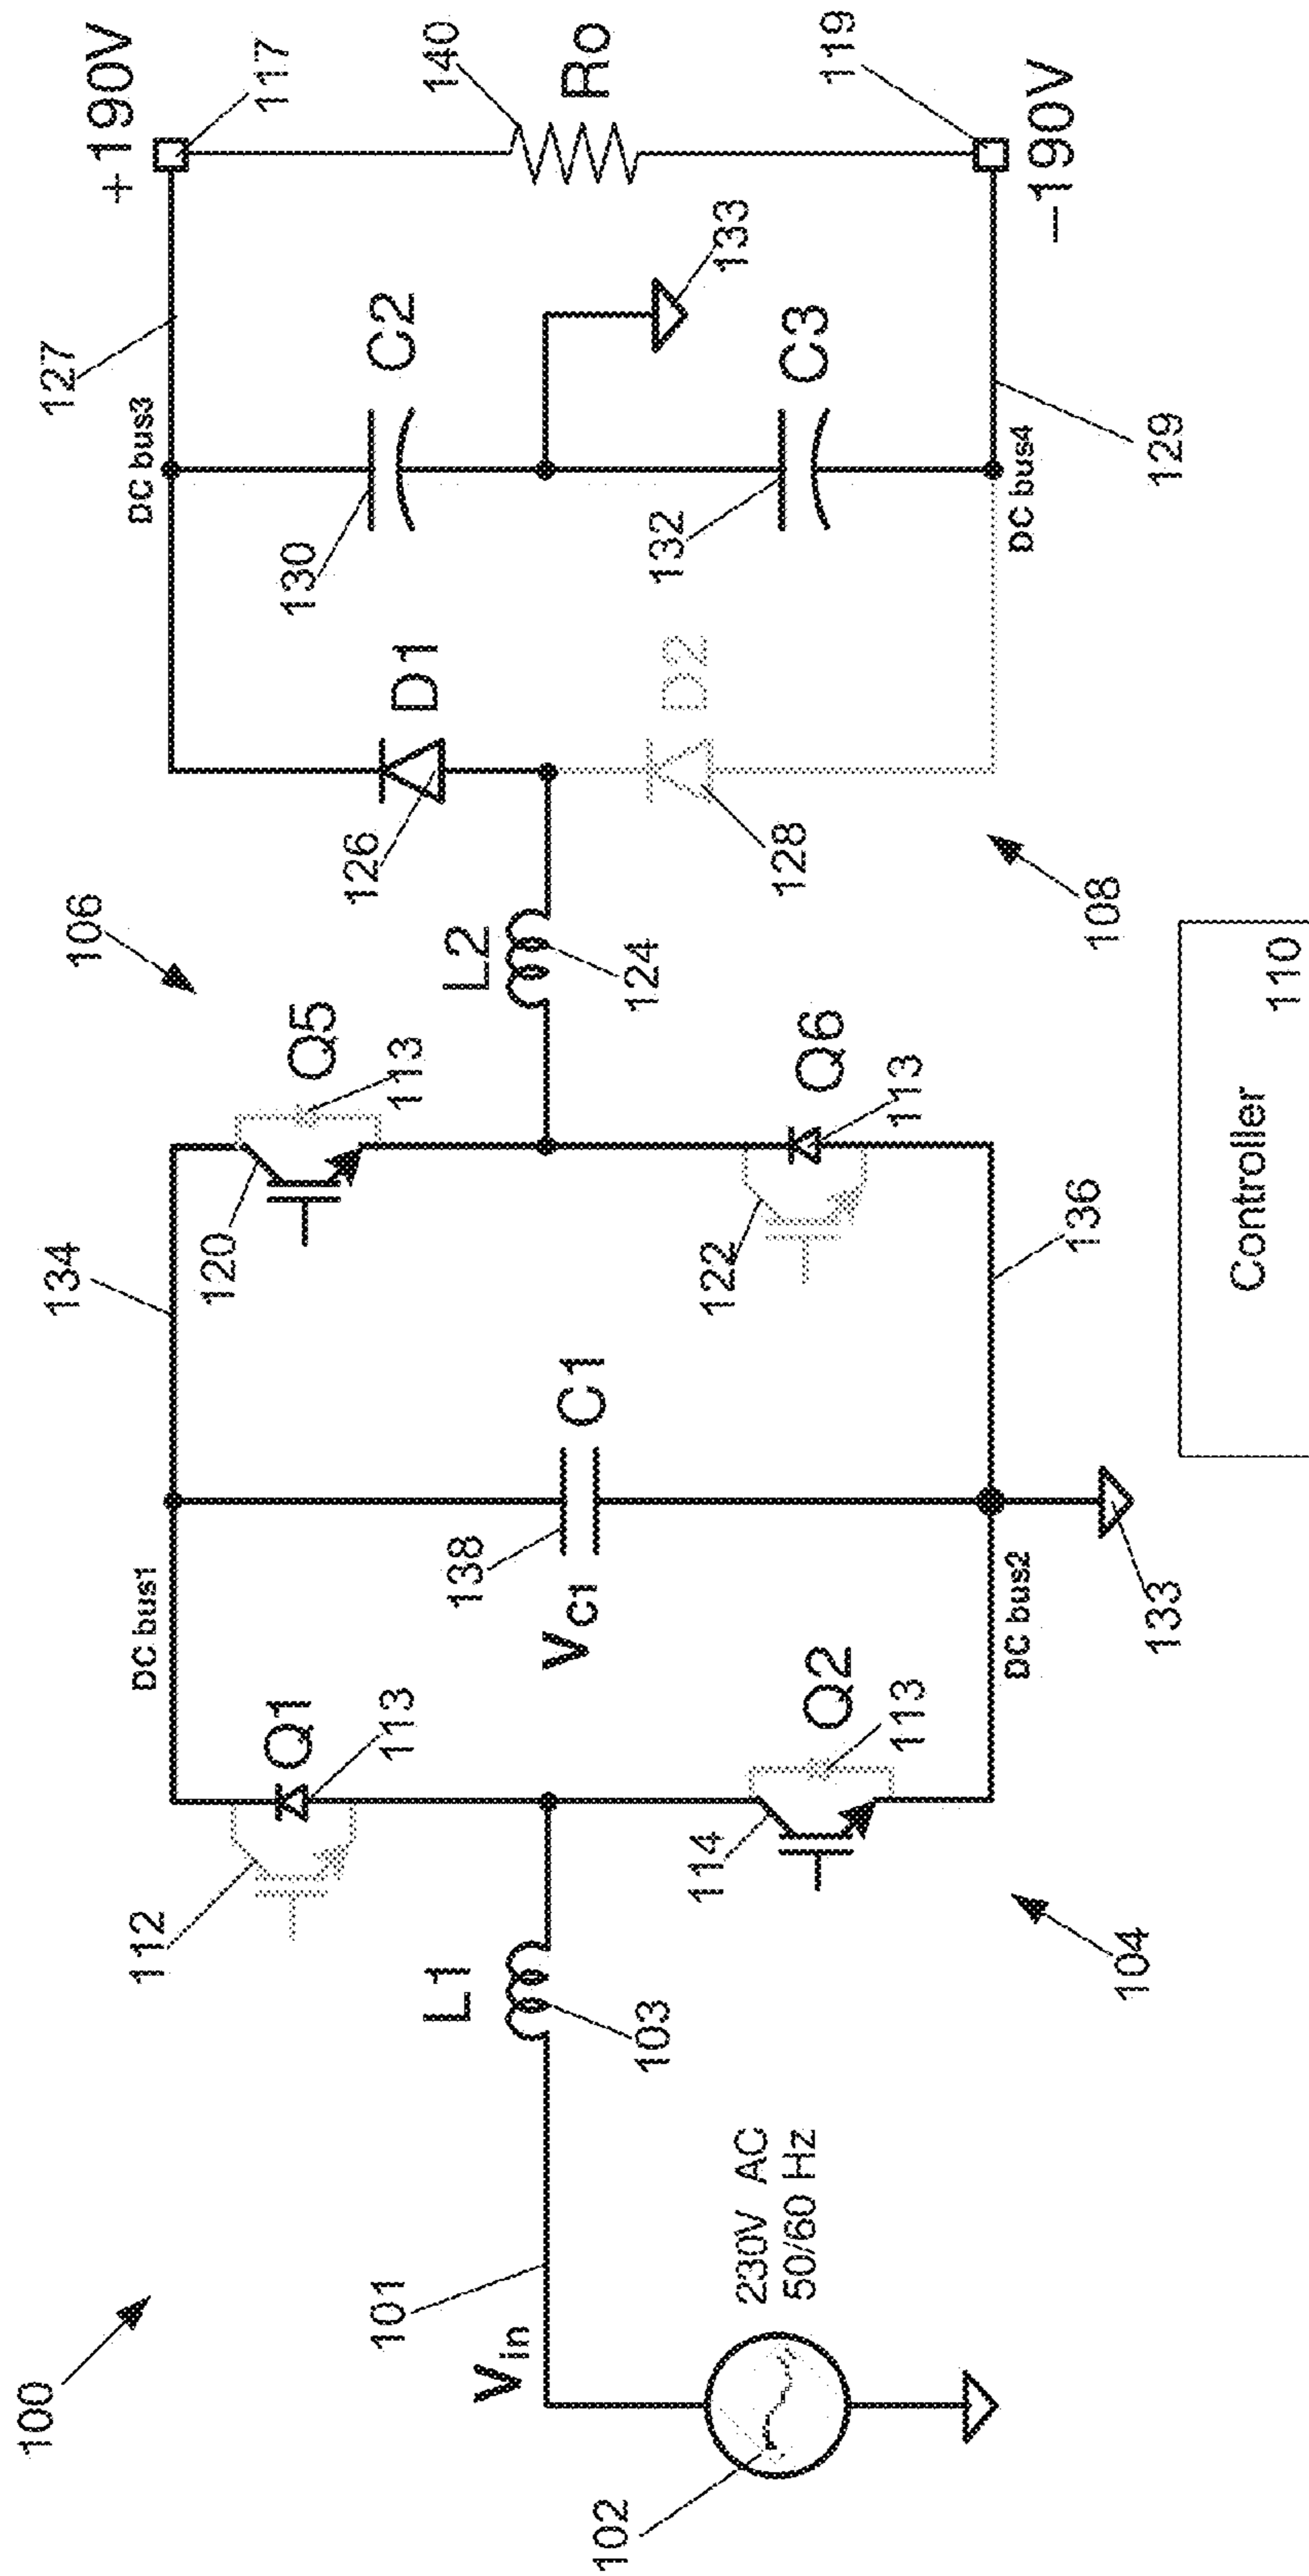 100
102
Vin
101
230V AC
50/60 Hz
L1
103
104
112
Q1
113
114
Q2
113
DC bus1
138
VC1
C1
DC bus2
133
134
120
Q5
113
106
122
Q6
113
136
Controller
110
L2
124
126
D1
128
D2
108
DC bus3
127
130
C2
133
132
C3
DC bus4
129
+190V
117
140
Ro
119
−190V